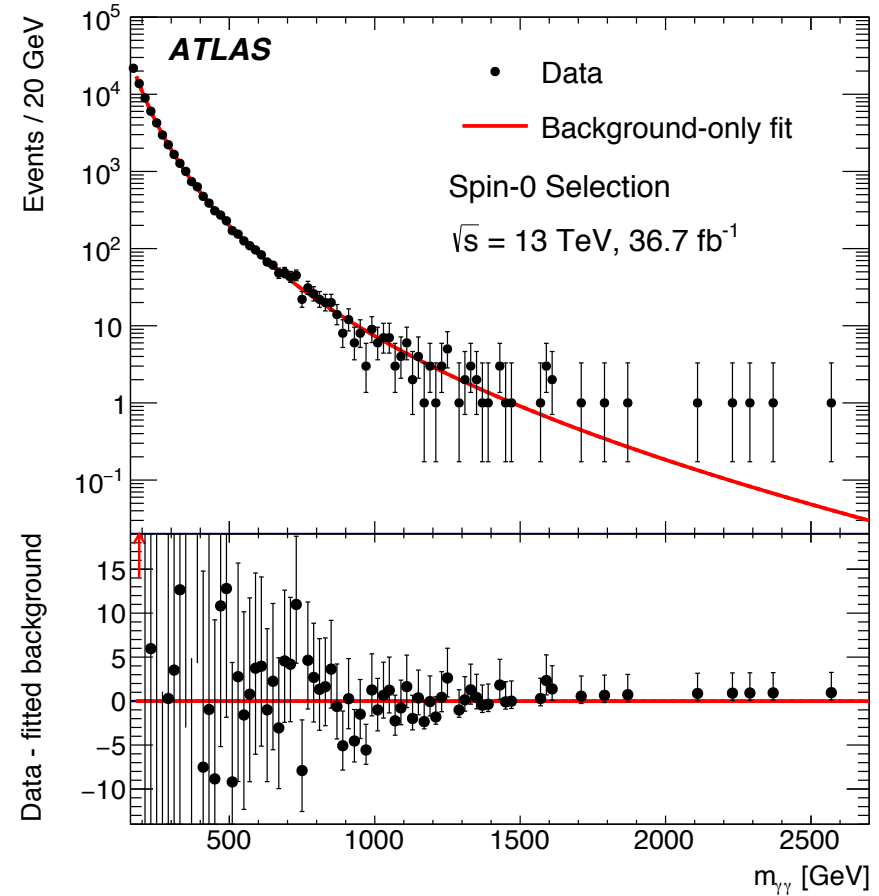 ATLAS
Data
Background-only fit
Spin-0 Selection
√s = 13 TeV, 36.7 fb⁻¹
Events / 20 GeV
10⁵
10⁴
10³
10²
10
1
10⁻¹
Data - fitted background
15
10
5
0
−5
−10
500 1000 1500 2000 2500
m_γγ [GeV]